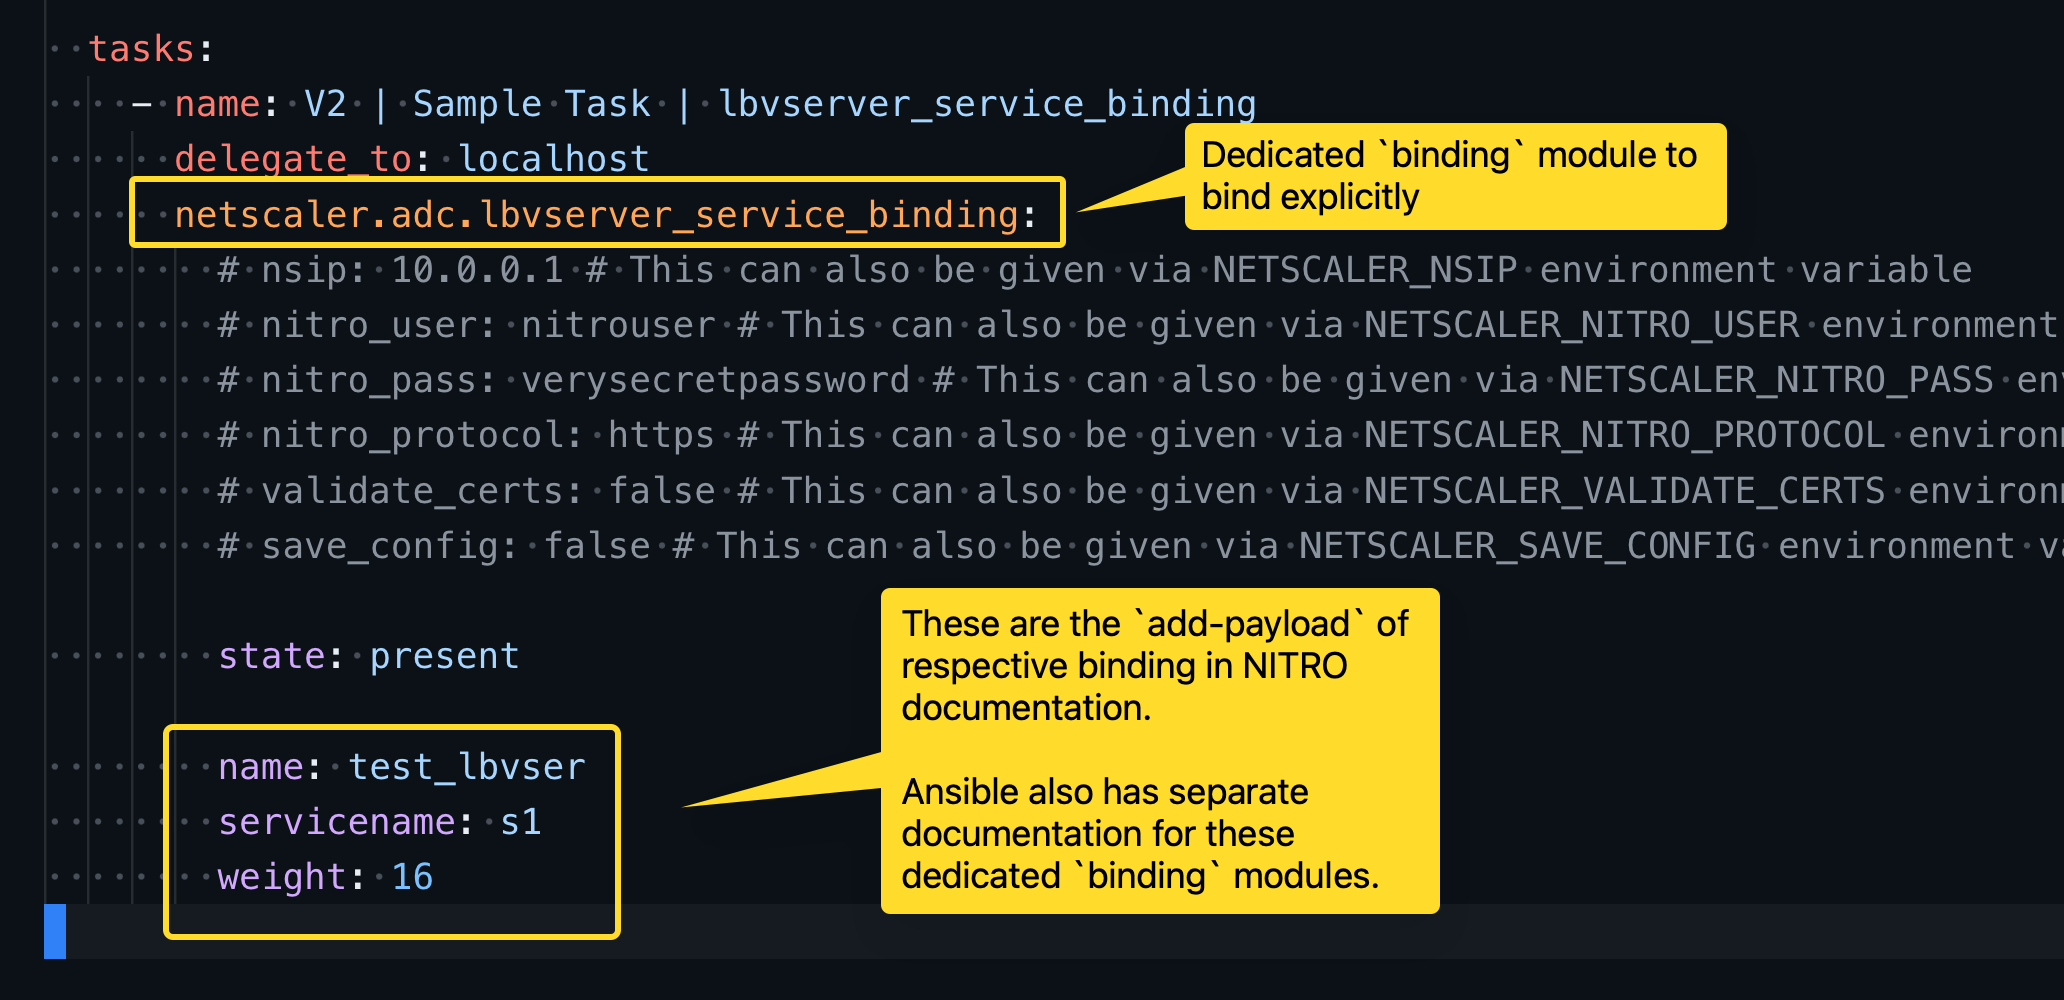 tasks:
- name: V2 | Sample Task | lbvserver_service_binding
delegate_to: localhost
netscaler.adc.lbvserver_service_binding:
Dedicated `binding` module to
bind explicitly
# nsip: 10.0.0.1 # This can also be given via NETSCALER_NSIP environment variable
# nitro_user: nitrouser # This can also be given via NETSCALER_NITRO_USER environment
# nitro_pass: verysecretpassword # This can also be given via NETSCALER_NITRO_PASS env
# nitro_protocol: https # This can also be given via NETSCALER_NITRO_PROTOCOL environ
# validate_certs: false # This can also be given via NETSCALER_VALIDATE_CERTS environ
# save_config: false # This can also be given via NETSCALER_SAVE_CONFIG environment va
state: present
name: test_lbvser
servicename: s1
weight: 16
These are the `add-payload` of
respective binding in NITRO
documentation.
Ansible also has separate
documentation for these
dedicated `binding` modules.